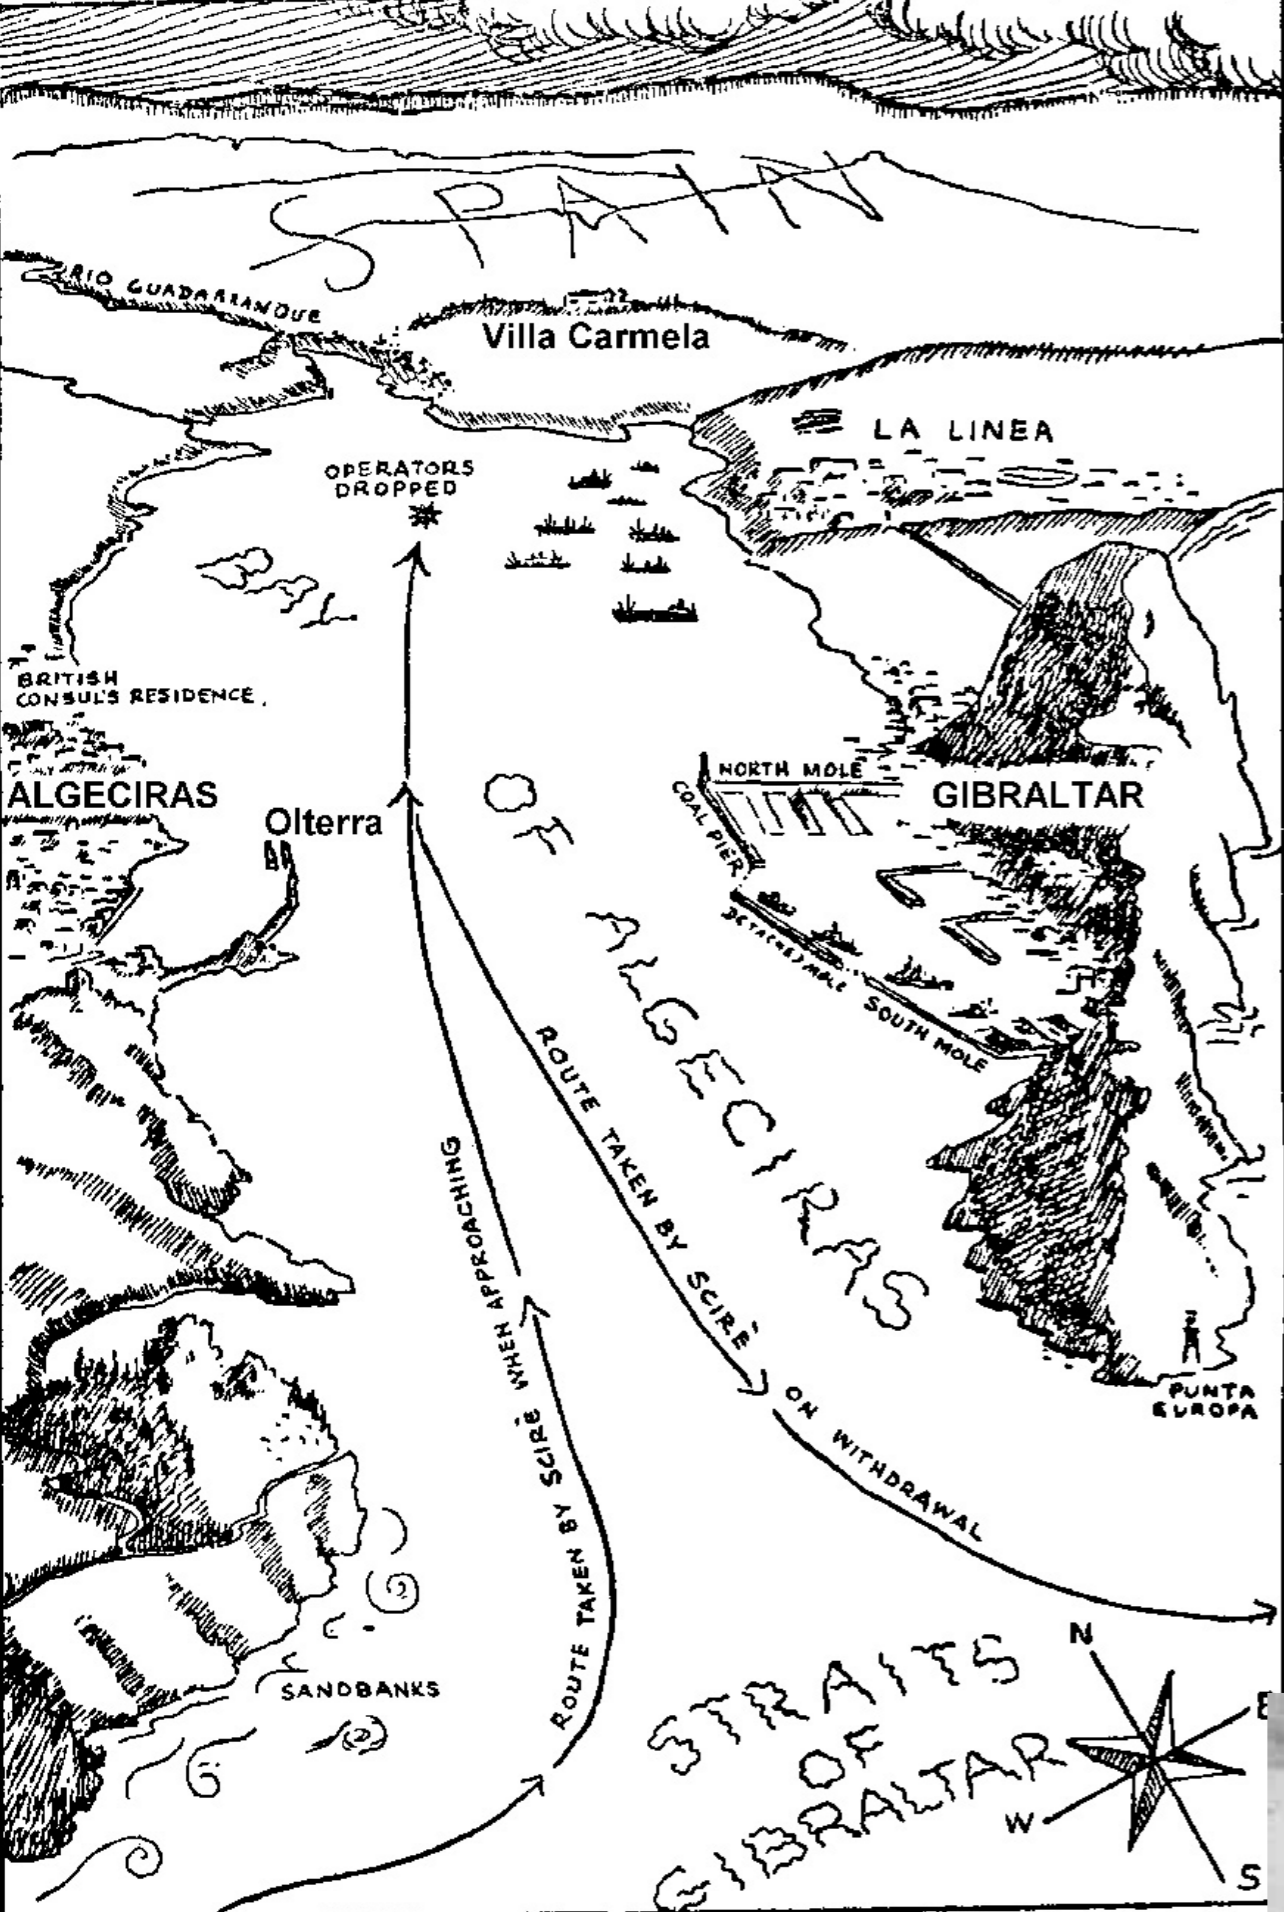 SPAIN
RIO GUADARRANQUE
Villa Carmela
LA LINEA
OPERATORS
DROPPED
BAY
BRITISH
CONSUL'S RESIDENCE.
NORTH MOLE
ALGECIRAS
GIBRALTAR
COAL PIER
Olterra
OF
DETACHED MOLE
SOUTH MOLE
ALGECIRAS
ROUTE TAKEN BY SCIRÈ
ON WITHDRAWAL
ROUTE TAKEN BY SCIRÈ WHEN APPROACHING
PUNTA
EUROPA
SANDBANKS
STRAITS
OF
GIBRALTAR
N
E
W
S